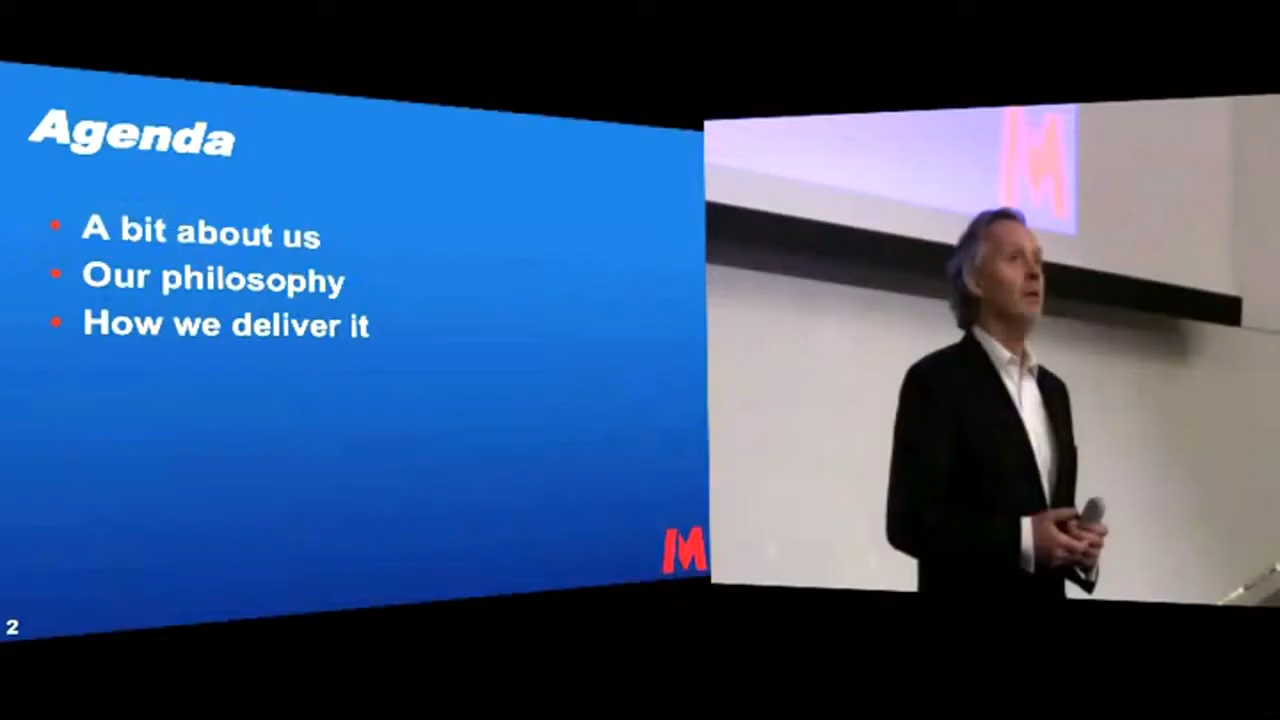 Agenda
• A bit about us
• Our philosophy
• How we deliver it
M
2
M